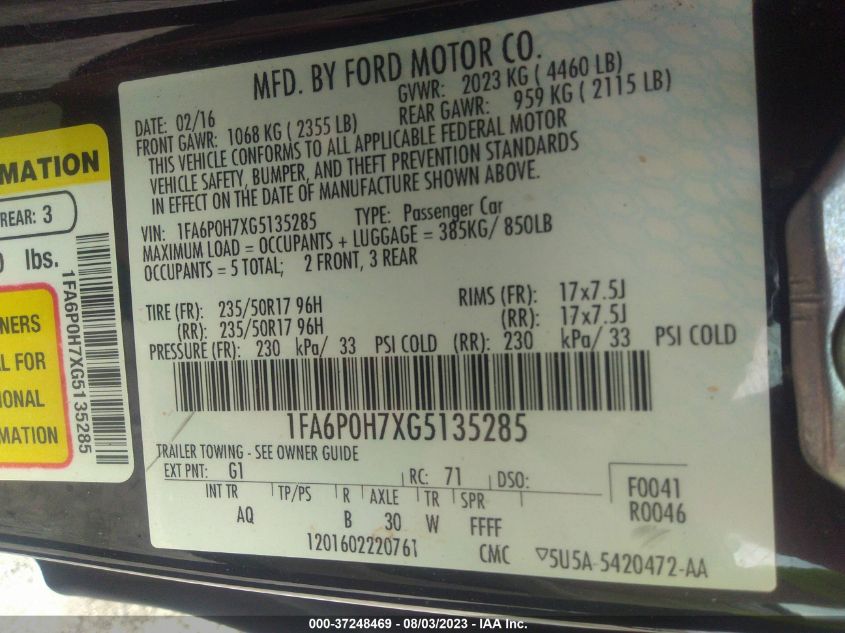 MFD. BY FORD MOTOR CO.
DATE: 02/16 GVWR: 2023 KG ( 4460 LB)
FRONT GAWR: 1068 KG ( 2355 LB) REAR GAWR: 959 KG ( 2115 LB)
THIS VEHICLE CONFORMS TO ALL APPLICABLE FEDERAL MOTOR
VEHICLE SAFETY, BUMPER, AND THEFT PREVENTION STANDARDS
IN EFFECT ON THE DATE OF MANUFACTURE SHOWN ABOVE.
VIN: 1FA6P0H7XG5135285 TYPE: Passenger Car
MAXIMUM LOAD = OCCUPANTS + LUGGAGE = 385KG/ 850LB
OCCUPANTS = 5 TOTAL; 2 FRONT, 3 REAR
TIRE (FR): 235/50R17 96H RIMS (FR): 17x7.5J
(RR): 235/50R17 96H (RR): 17x7.5J
PRESSURE (FR): 230 kPa/ 33 PSI COLD (RR): 230 kPa/ 33 PSI COLD
1FA6P0H7XG5135285
TRAILER TOWING - SEE OWNER GUIDE
EXT PNT: G1 RC: 71 DSO:
INT TR TP/PS R AXLE TR SPR
AQ B 30 W FFFF
F0041
R0046
1201602220761 CMC 5U5A-5420472-AA
MATION
REAR: 3
0 lbs.
1FA6P0H7XG5135285
NERS
AL FOR
IONAL
MATION
000-37248469 - 08/03/2023 - IAA Inc.